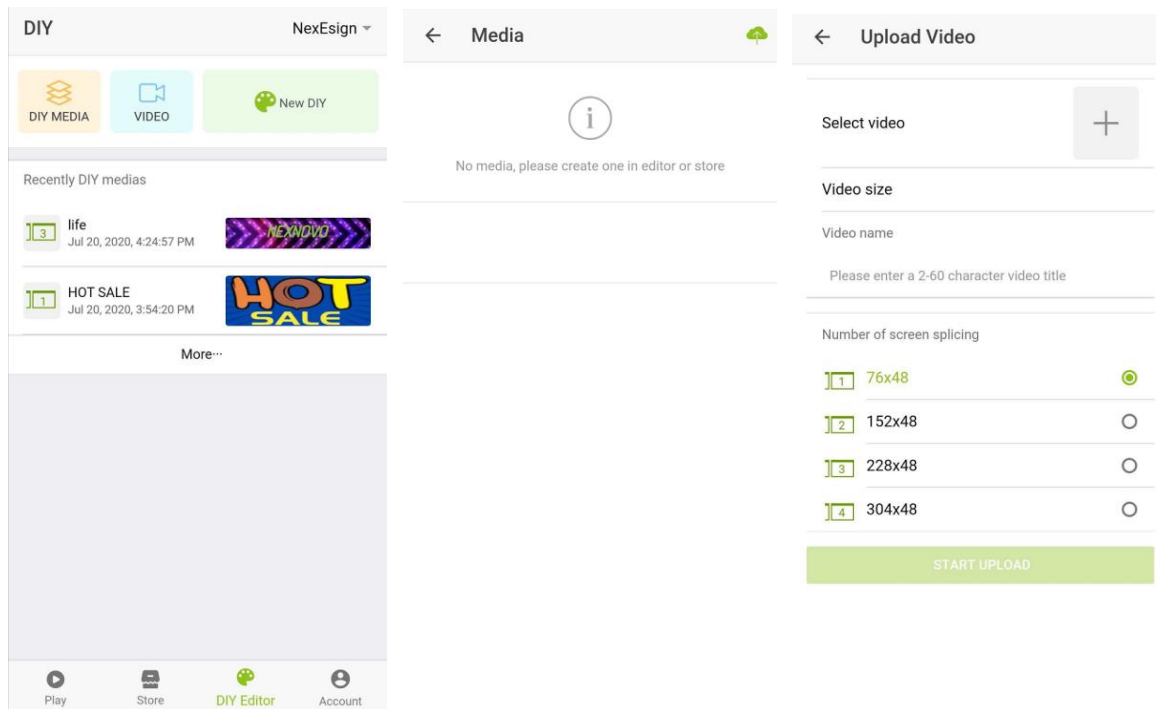 DIY
NexEsign
DIY MEDIA
VIDEO
New DIY
Recently DIY medias
3
life
Jul 20, 2020, 4:24:57 PM
NEXNOVO
1
HOT SALE
Jul 20, 2020, 3:54:20 PM
HOT
SALE
More···
Play
Store
DIY Editor
Account
Media
i
No media, please create one in editor or store
Upload Video
Select video
Video size
Video name
Please enter a 2-60 character video title
Number of screen splicing
1 76x48
2 152x48
3 228x48
4 304x48
START UPLOAD